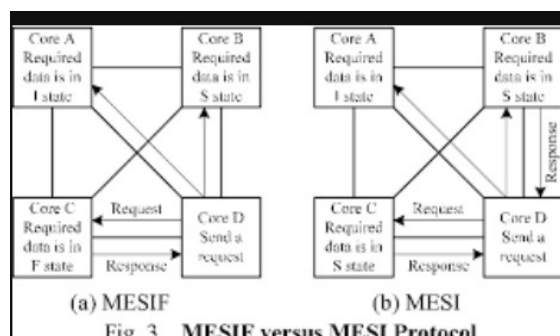 Core A
Required
data is in
I state
Core B
Required
data is in
S state
Core C
Required
data is in
F state
Request
Response
Core D
Send a
request
(a) MESIF
Core A
Required
data is in
I state
Core B
Required
data is in
S state
Response
Core C
Required
data is in
S state
Request
Response
Core D
Send a
request
(b) MESI
Fig. 3 MESIF versus MESI Protocol